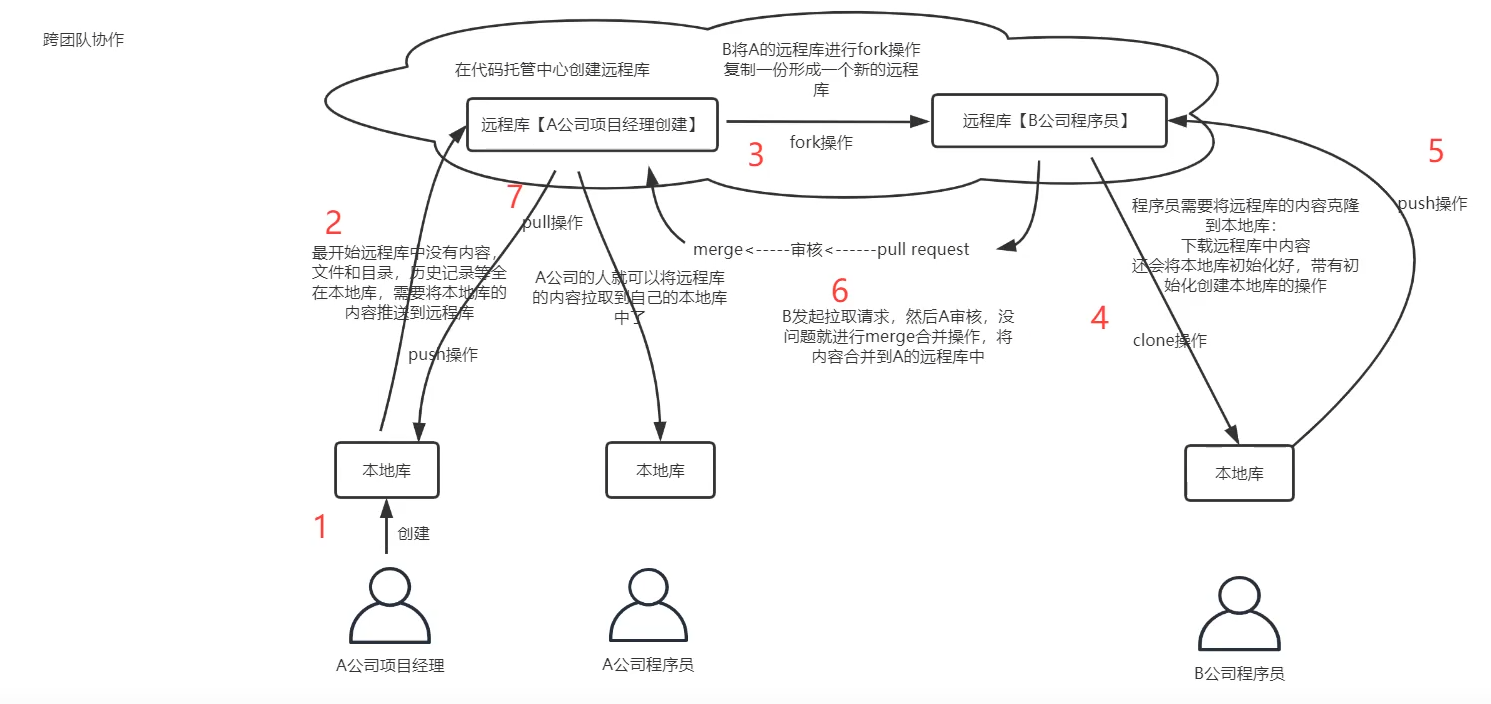 跨团队协作
在代码托管中心创建远程库
B将A的远程库进行fork操作
复制一份形成一个新的远程
库
远程库【A公司项目经理创建】
远程库【B公司程序员】
fork操作
3
5
2
7
pull操作
push操作
最开始远程库中没有内容，
文件和目录，历史记录等全
在本地库，需要将本地库的
内容推送到远程库
push操作
A公司的人就可以将远程库
的内容拉取到自己的本地库
中了
merge<-----审核<------pull request
6
B发起拉取请求，然后A审核，没
问题就进行merge合并操作，将
内容合并到A的远程库中
程序员需要将远程库的内容克隆
到本地库：
下载远程库中内容
还会将本地库初始化好，带有初
始化创建本地库的操作
4
clone操作
本地库
本地库
本地库
1
创建
A公司项目经理
A公司程序员
B公司程序员